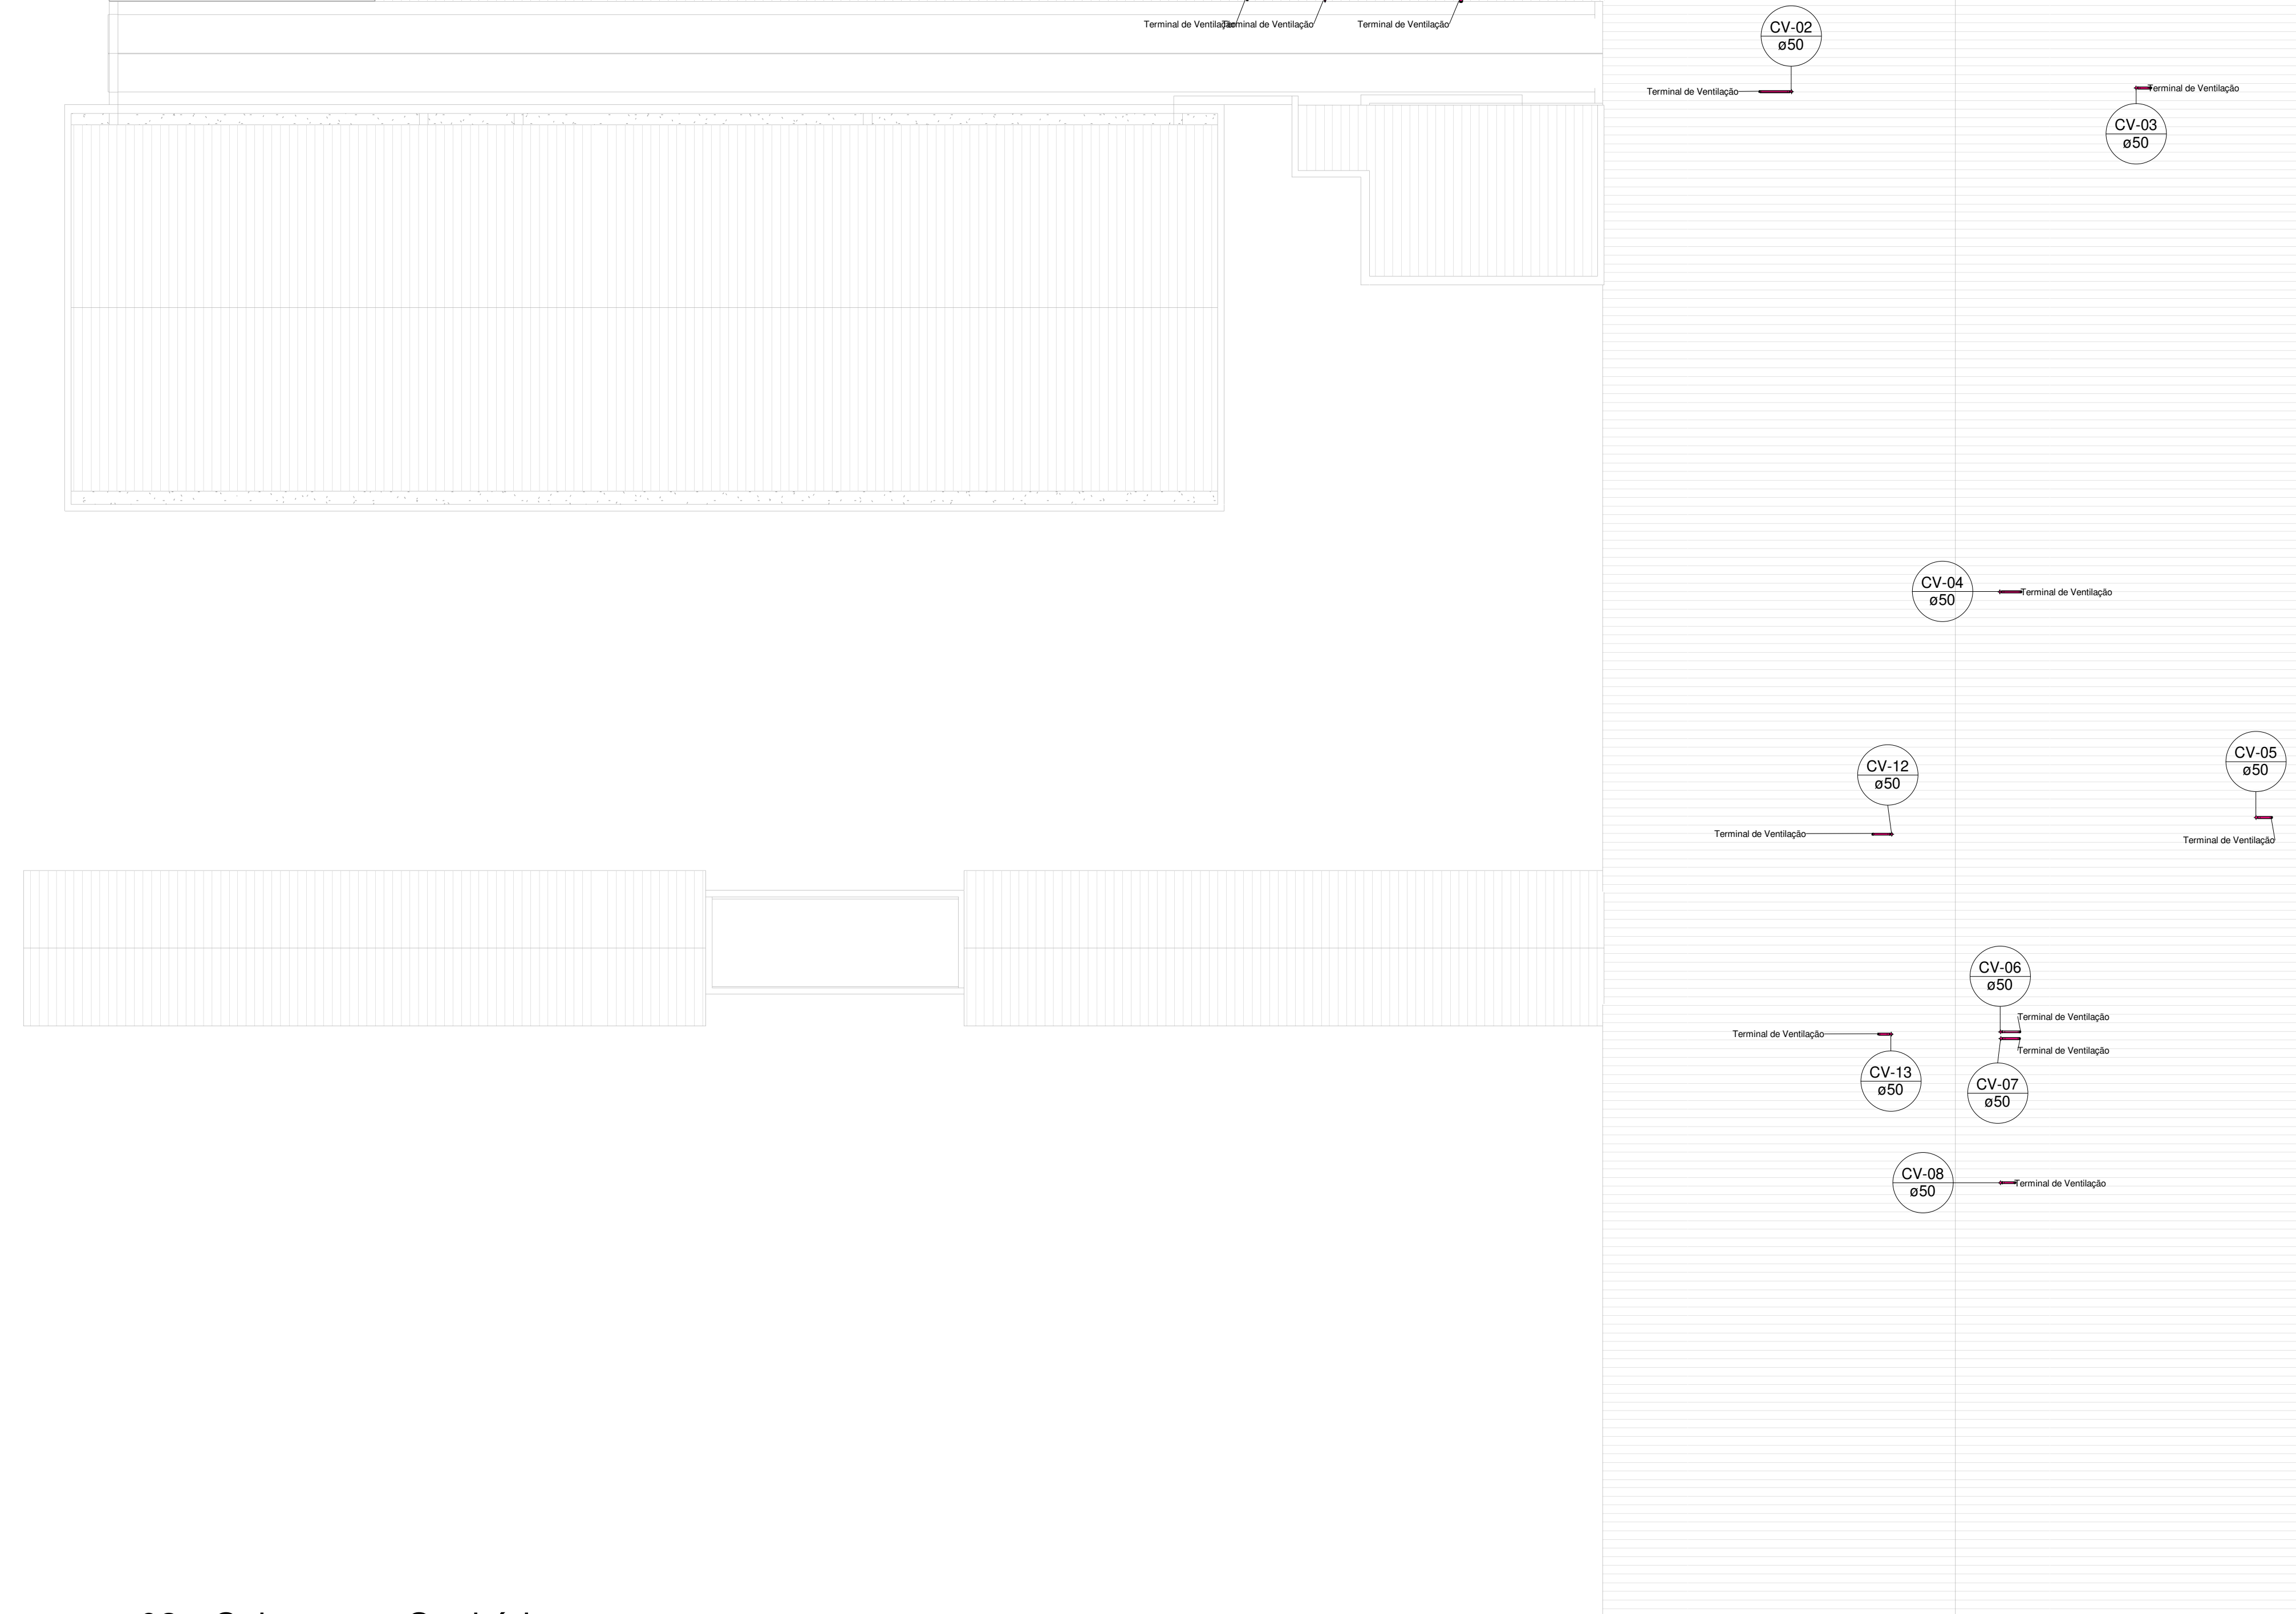 Terminal de Ventilação
Terminal de Ventilação
Terminal de Ventilação
CV-02
ø50
Terminal de Ventilação
Terminal de Ventilação
CV-03
ø50
CV-04
ø50
Terminal de Ventilação
CV-05
ø50
Terminal de Ventilação
CV-12
ø50
Terminal de Ventilação
CV-06
ø50
Terminal de Ventilação
Terminal de Ventilação
Terminal de Ventilação
CV-13
ø50
CV-07
ø50
CV-08
ø50
Terminal de Ventilação